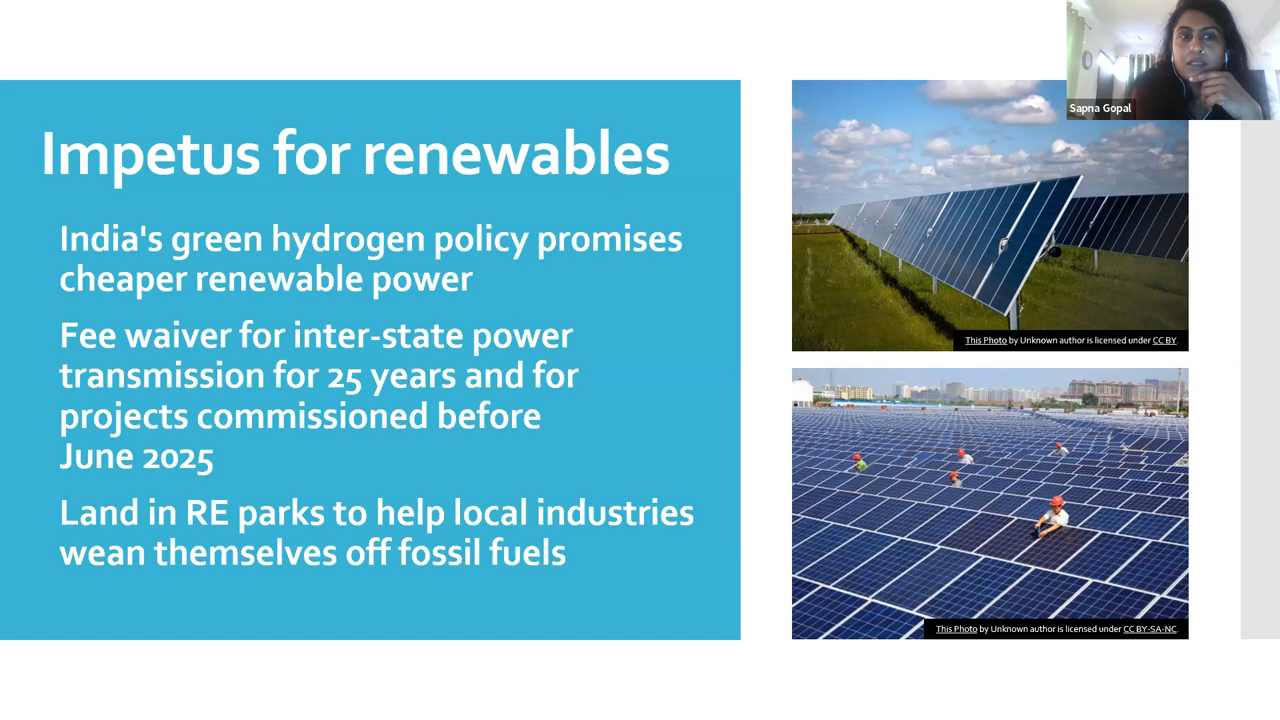 Sapna Gopal
Impetus for renewables
India's green hydrogen policy promises
cheaper renewable power
Fee waiver for inter-state power
transmission for 25 years and for
projects commissioned before
June 2025
Land in RE parks to help local industries
wean themselves off fossil fuels
This Photo by Unknown author is licensed under CC BY.
This Photo by Unknown author is licensed under CC BY-SA-NC.